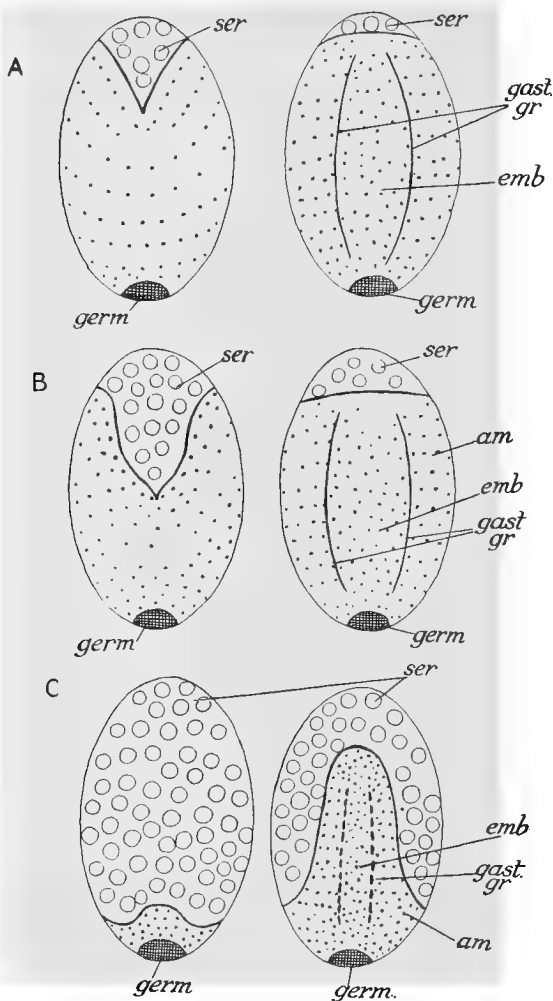 A
ser
ser
gast.
gr
emb
germ
germ
B
ser
ser
am
emb
gast
gr
germ
germ
C
ser
emb
gast.
gr
am
germ
germ.